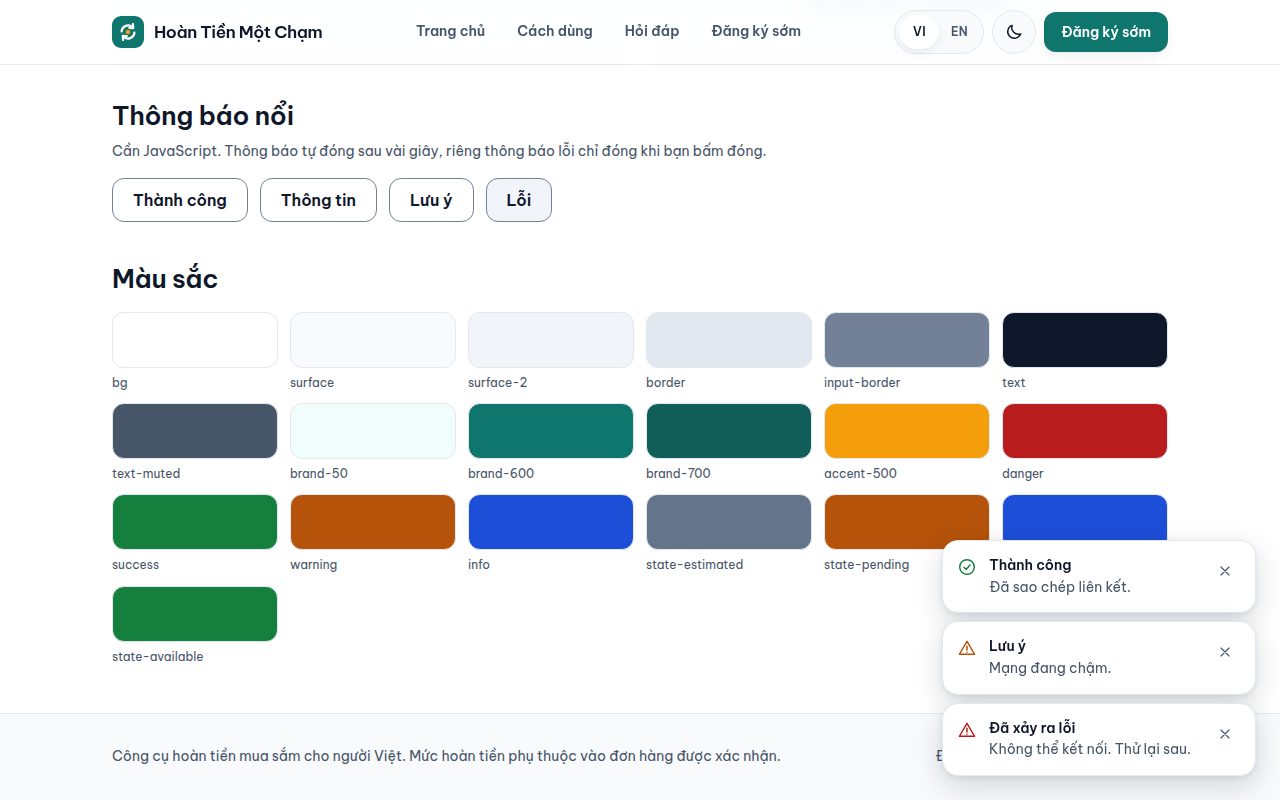 Hoàn Tiền Một Chạm
Trang chủ
Cách dùng
Hỏi đáp
Đăng ký sớm
VI
EN
Đăng ký sớm
Thông báo nổi
Cần JavaScript. Thông báo tự đóng sau vài giây, riêng thông báo lỗi chỉ đóng khi bạn bấm đóng.
Thành công
Thông tin
Lưu ý
Lỗi
Màu sắc
bg
surface
surface-2
border
input-border
text
text-muted
brand-50
brand-600
brand-700
accent-500
danger
success
warning
info
state-estimated
state-pending
state-available
Thành công
Đã sao chép liên kết.
Lưu ý
Mạng đang chậm.
Đã xảy ra lỗi
Không thể kết nối. Thử lại sau.
Công cụ hoàn tiền mua sắm cho người Việt. Mức hoàn tiền phụ thuộc vào đơn hàng được xác nhận.